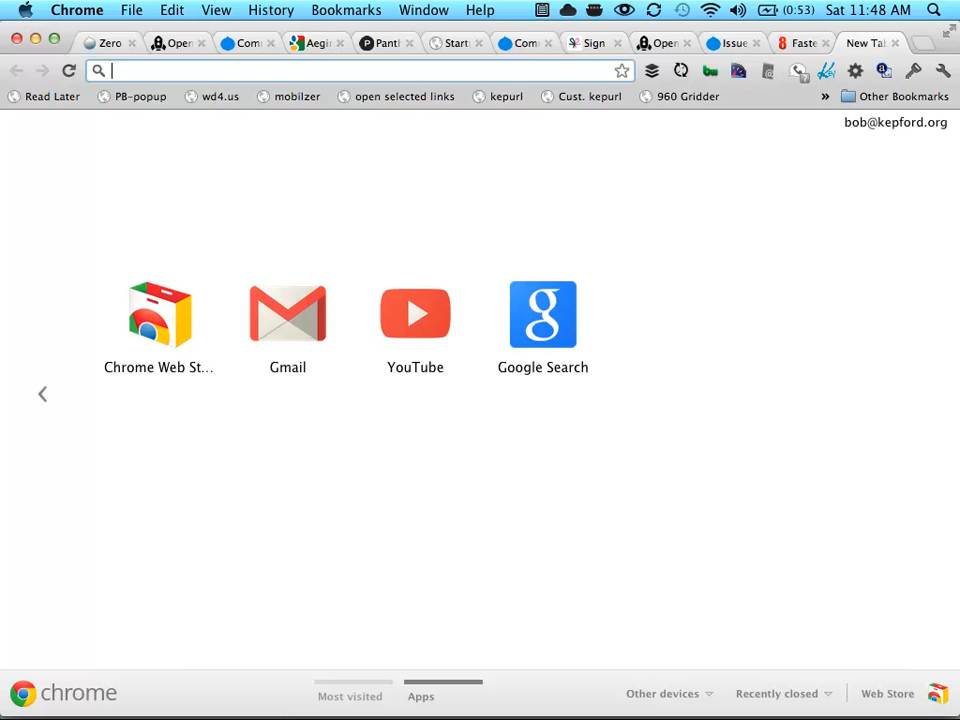 Chrome File Edit View History Bookmarks Window Help (0:53) Sat 11:48 AM
Zero Open Com Aegi Panth Start Com Sign Open Issue Faste New Tab
Read Later PB-popup wd4.us mobilzer open selected links kepurl Cust. kepurl 960 Gridder » Other Bookmarks
bob@kepford.org
Chrome Web St... Gmail YouTube Google Search
chrome Most visited Apps Other devices Recently closed Web Store